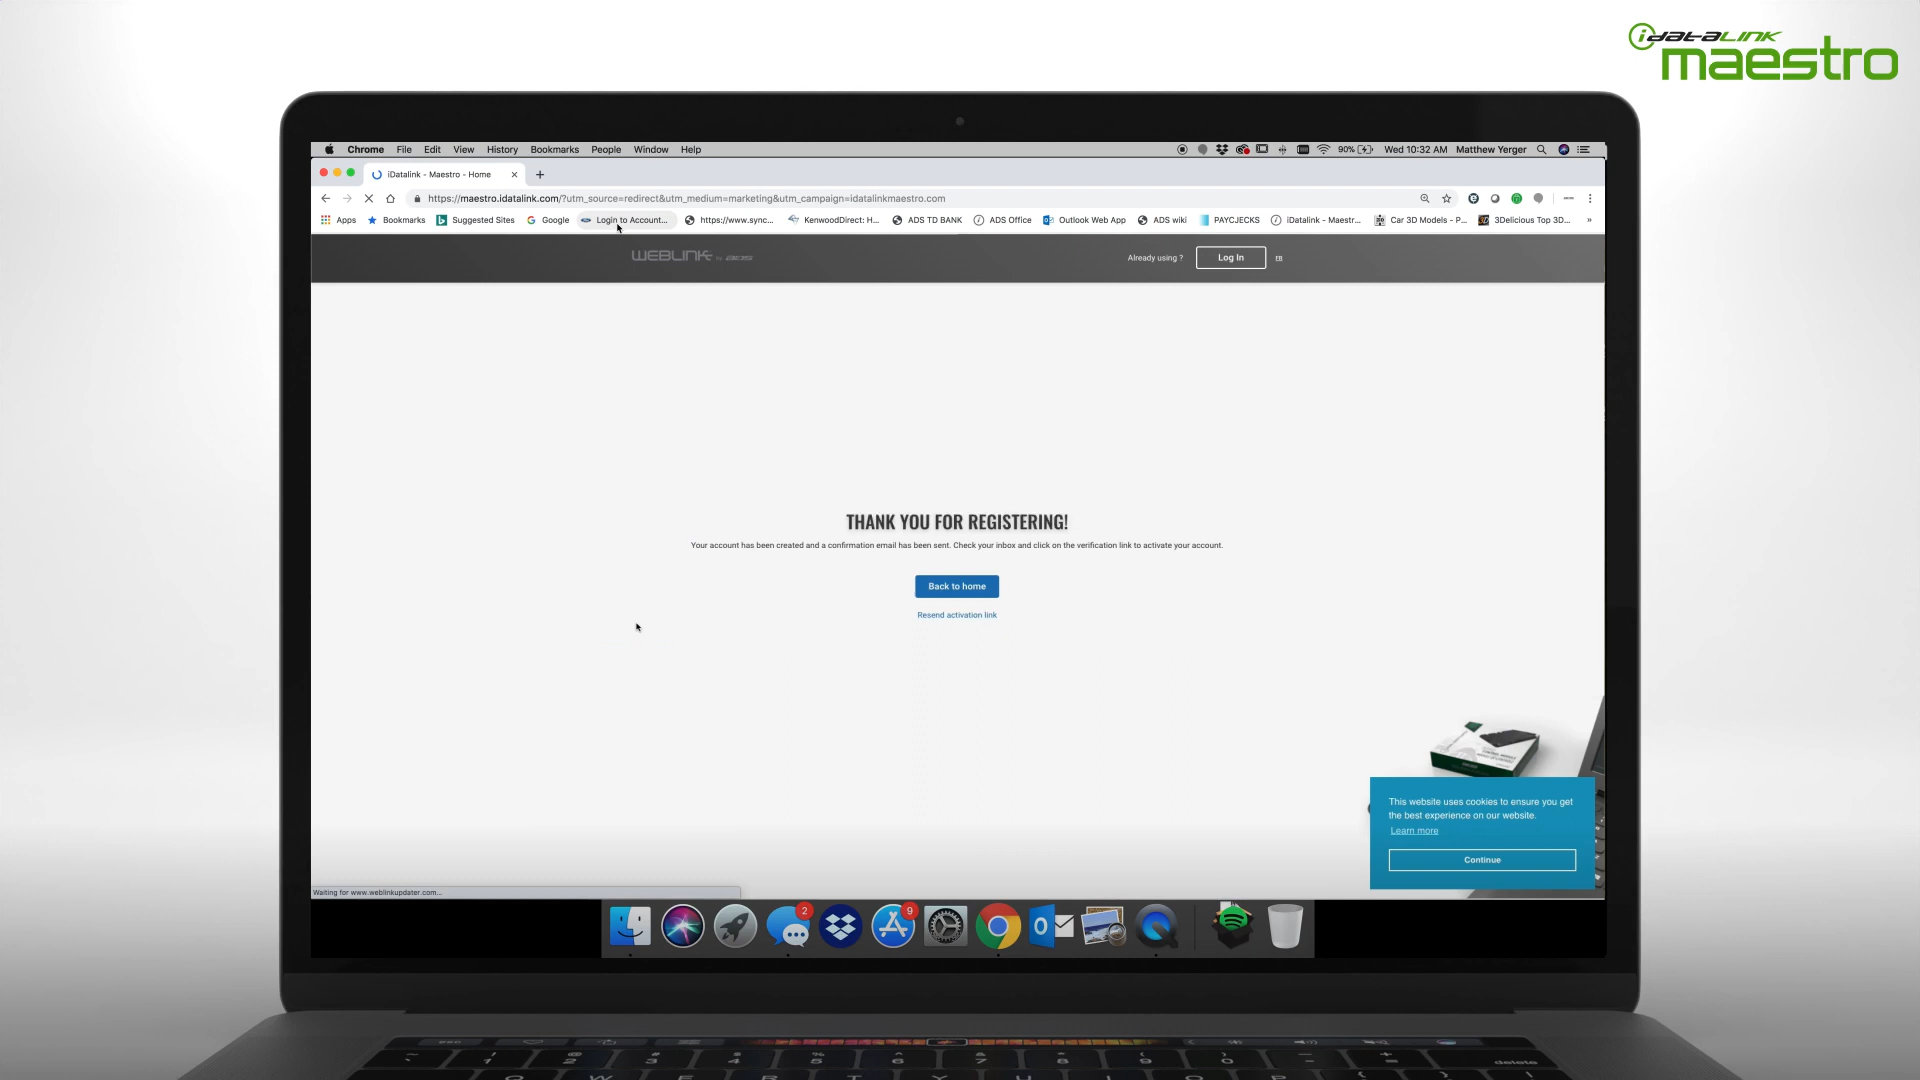 iDataLink
maestro
Chrome File Edit View History Bookmarks People Window Help
90% Wed 10:32 AM Matthew Yerger
iDatalink - Maestro - Home
https://maestro.idatalink.com/?utm_source=redirect&utm_medium=marketing&utm_campaign=idatalinkmaestro.com
Apps Bookmarks Suggested Sites Google Login to Account... https://www.sync... KenwoodDirect: H... ADS TD BANK ADS Office Outlook Web App ADS wiki PAYCJECKS iDatalink - Maestr... Car 3D Models - P... 3Delicious Top 3D... »
WEBLINK by ADS Already using ? Log In FR
THANK YOU FOR REGISTERING!
Your account has been created and a confirmation email has been sent. Check your inbox and click on the verification link to activate your account.
Back to home
Resend activation link
This website uses cookies to ensure you get
the best experience on our website.
Learn more
Continue
Waiting for www.weblinkupdater.com...
2 9
delete